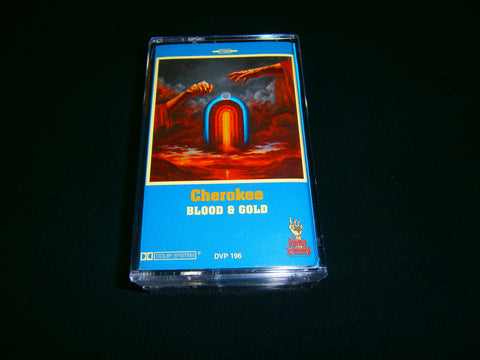 Cherokee
BLOOD & GOLD
DOLBY SYSTEM®
DVP 196